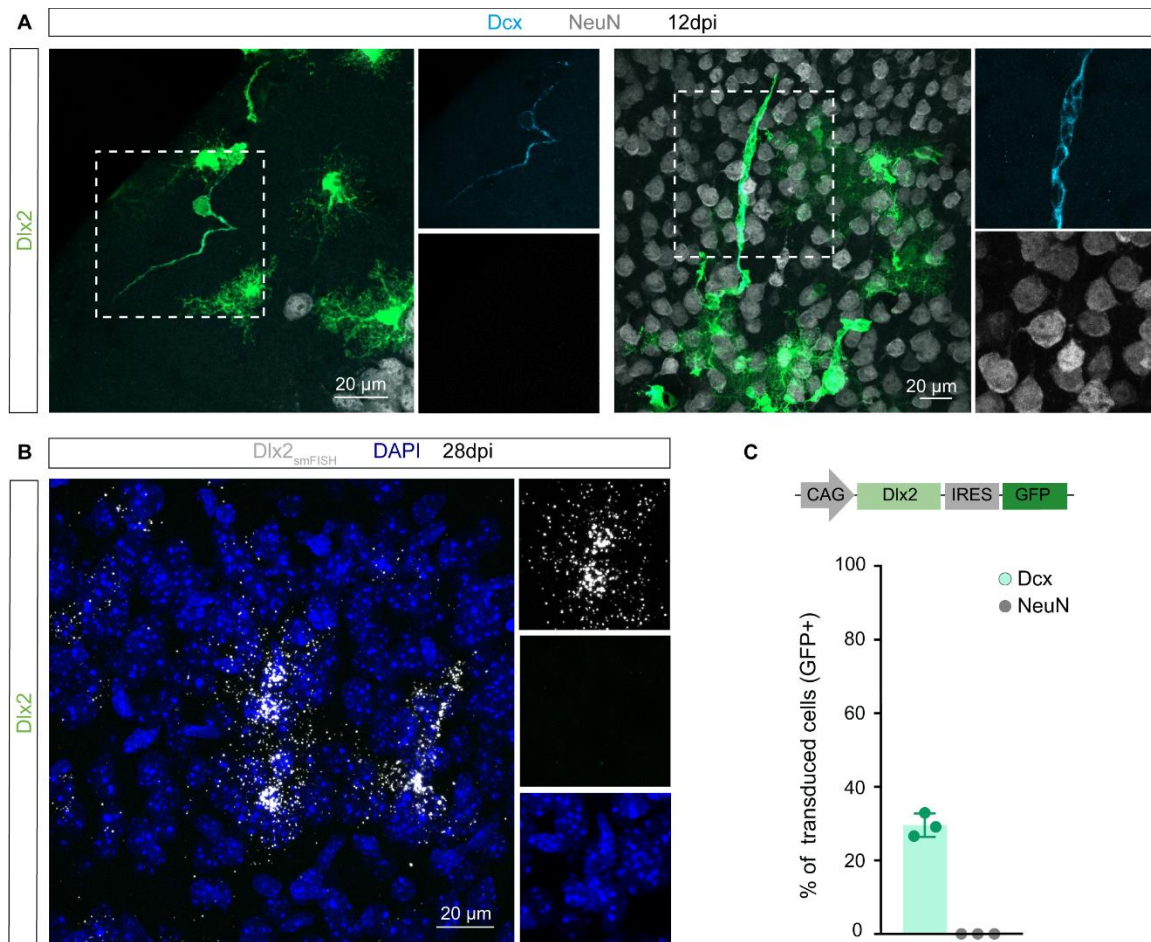 A
Dcx NeuN 12dpi
Dlx2
20 µm
20 µm
B
Dlx2smFISH DAPI 28dpi
Dlx2
20 µm
C
CAG Dlx2 IRES GFP
% of transduced cells (GFP+)
100
80
60
40
20
0
Dcx
NeuN